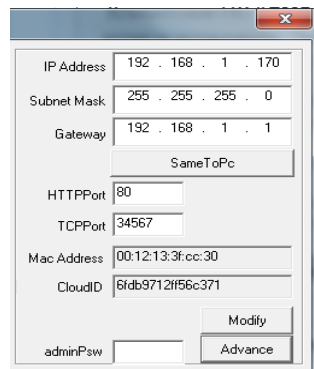 IP Address 192 . 168 . 1 . 170
Subnet Mask 255 . 255 . 255 . 0
Gateway 192 . 168 . 1 . 1
SameToPc
HTTPPort 80
TCPPort 34567
Mac Address 00:12:13:3f:cc:30
CloudID 6fdb9712ff56c371
Modify
adminPsw Advance